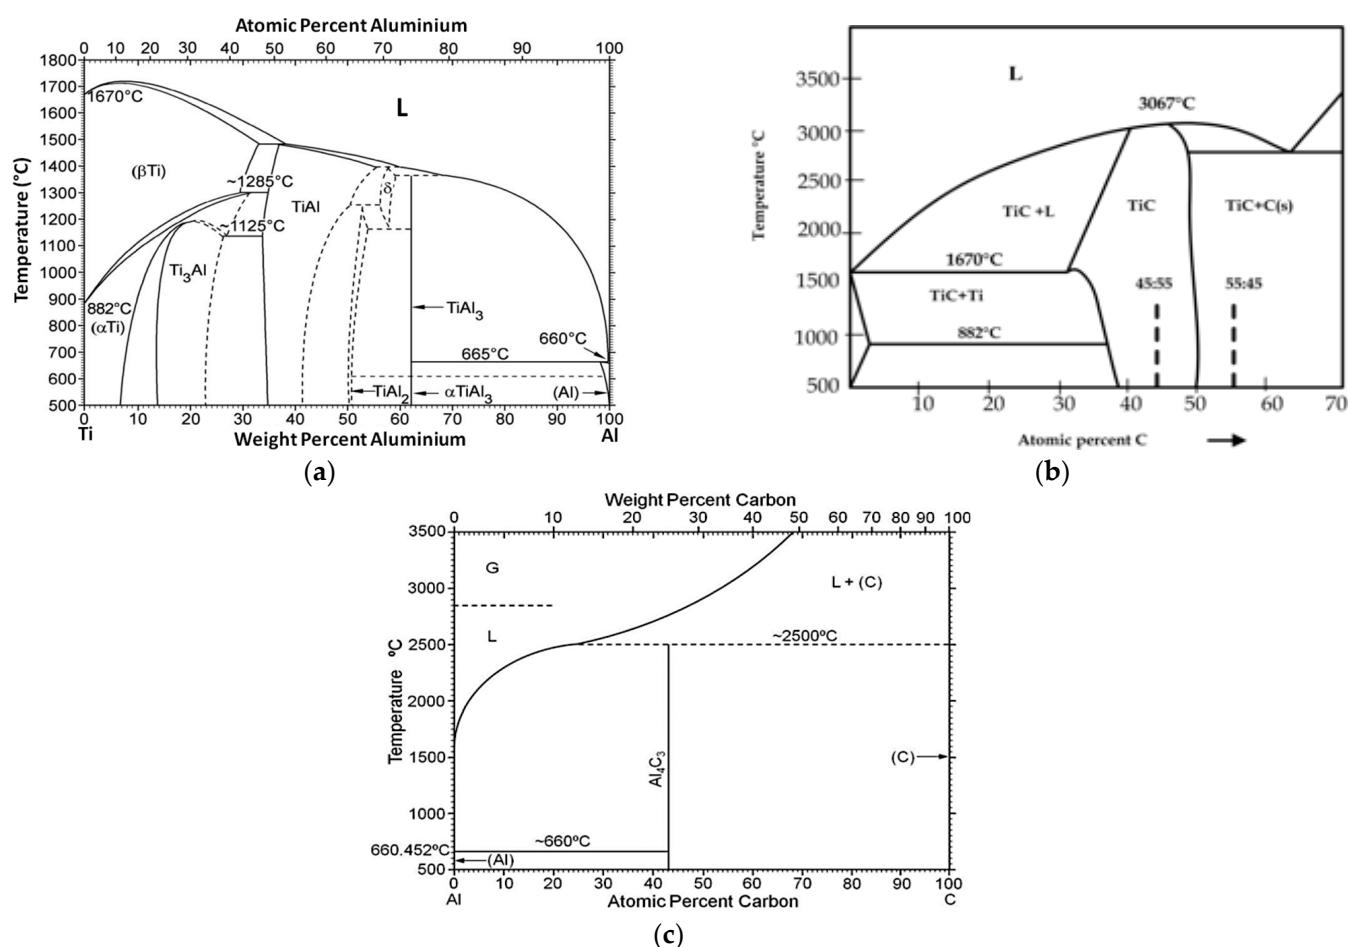 Atomic Percent Aluminium
0 10 20 30 40 50 60 70 80 90 100
1800
1700
1600
1500
1400
1300
1200
1100
1000
900
800
700
600
500
Temperature (°C)
1670°C
L
(βTi)
~1285°C
δ
TiAl
~1125°C
Ti3Al
882°C
(αTi)
TiAl3
660°C
665°C
TiAl2
αTiAl3
(Al)
0 10 20 30 40 50 60 70 80 90 100
Ti
Weight Percent Aluminium
Al
(a)
L
3500
3067°C
3000
2500
2000
1500
1000
500
Temperature °C
TiC +L
TiC
TiC+C(s)
1670°C
45:55
55:45
TiC+Ti
882°C
10 20 30 40 50 60 70
Atomic percent C
(b)
Weight Percent Carbon
0 10 20 30 40 50 60 70 80 90 100
3500
3000
2500
2000
1500
1000
500
Temperature ºC
G
L + (C)
L
~2500ºC
Al4C3
(C)
~660ºC
660.452ºC
(Al)
0 10 20 30 40 50 60 70 80 90 100
Al
Atomic Percent Carbon
C
(c)